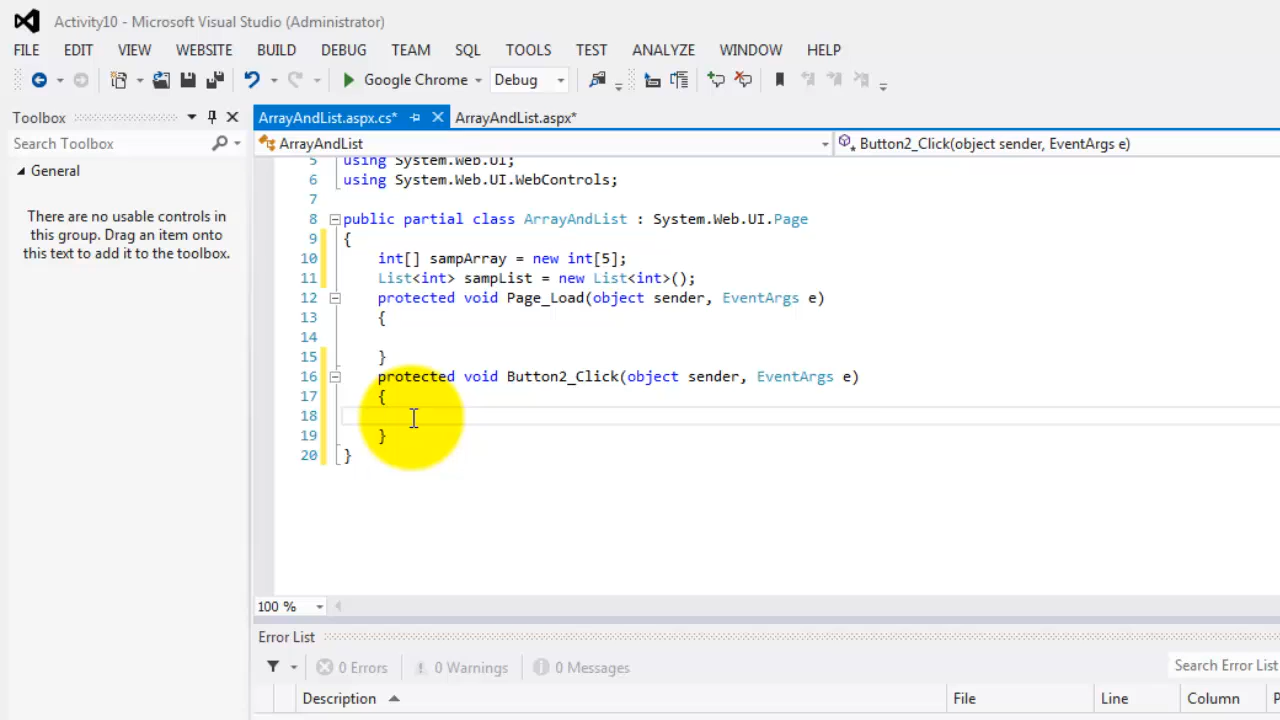 Activity10 - Microsoft Visual Studio (Administrator)
FILE EDIT VIEW WEBSITE BUILD DEBUG TEAM SQL TOOLS TEST ANALYZE WINDOW HELP
Google Chrome Debug
Toolbox
ArrayAndList.aspx.cs* ArrayAndList.aspx*
Search Toolbox
ArrayAndList Button2_Click(object sender, EventArgs e)
General
There are no usable controls in
this group. Drag an item onto
this text to add it to the toolbox.
5 using System.Web.UI;
6 using System.Web.UI.WebControls;
7
8 public partial class ArrayAndList : System.Web.UI.Page
9 {
10 int[] sampArray = new int[5];
11 List<int> sampList = new List<int>();
12 protected void Page_Load(object sender, EventArgs e)
13 {
14
15 }
16 protected void Button2_Click(object sender, EventArgs e)
17 {
18
19 }
20 }
100 %
Error List
0 Errors 0 Warnings 0 Messages Search Error List
Description File Line Column